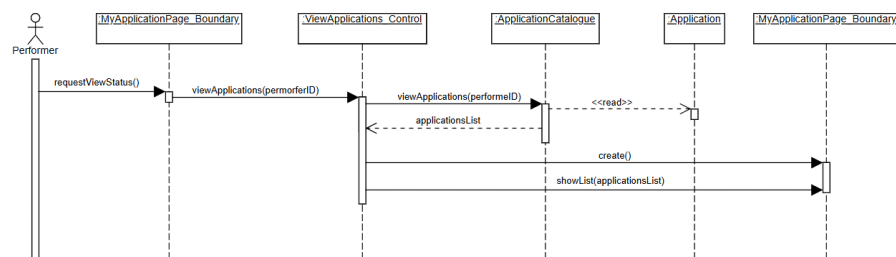 :MyApplicationPage_Boundary
:ViewApplications_Control
:ApplicationCatalogue
:Application
:MyApplicationPage_Boundary
Performer
requestViewStatus()
viewApplications(permorferID)
viewApplications(performeID)
<<read>>
applicationsList
create()
showList(applicationsList)